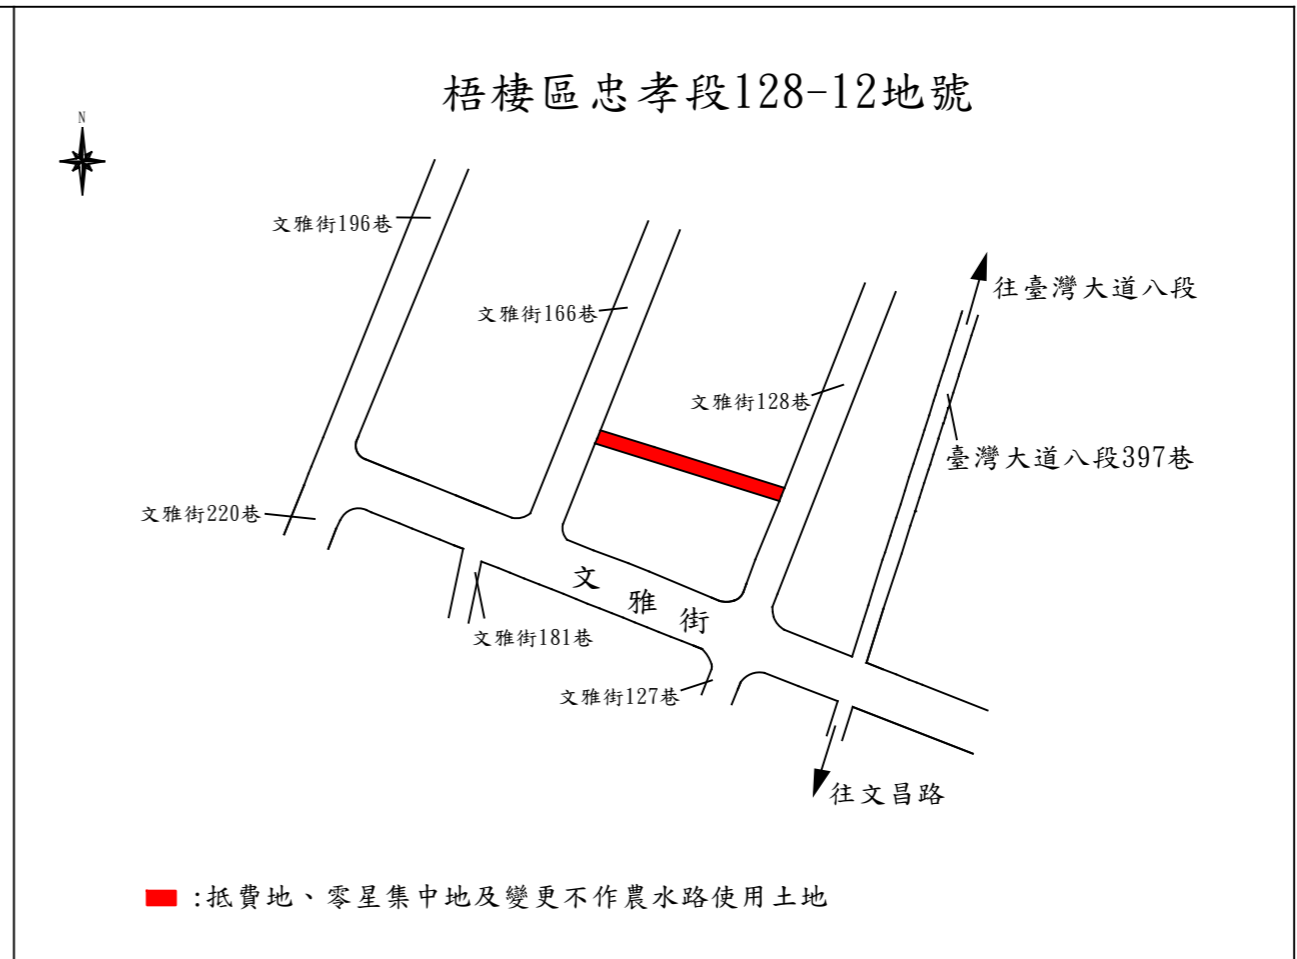 梧棲區忠孝段128-12地號
N
文雅街196巷
文雅街166巷
往臺灣大道八段
文雅街128巷
臺灣大道八段397巷
文雅街220巷
文雅街
文雅街181巷
文雅街127巷
往文昌路
:抵費地、零星集中地及變更不作農水路使用土地